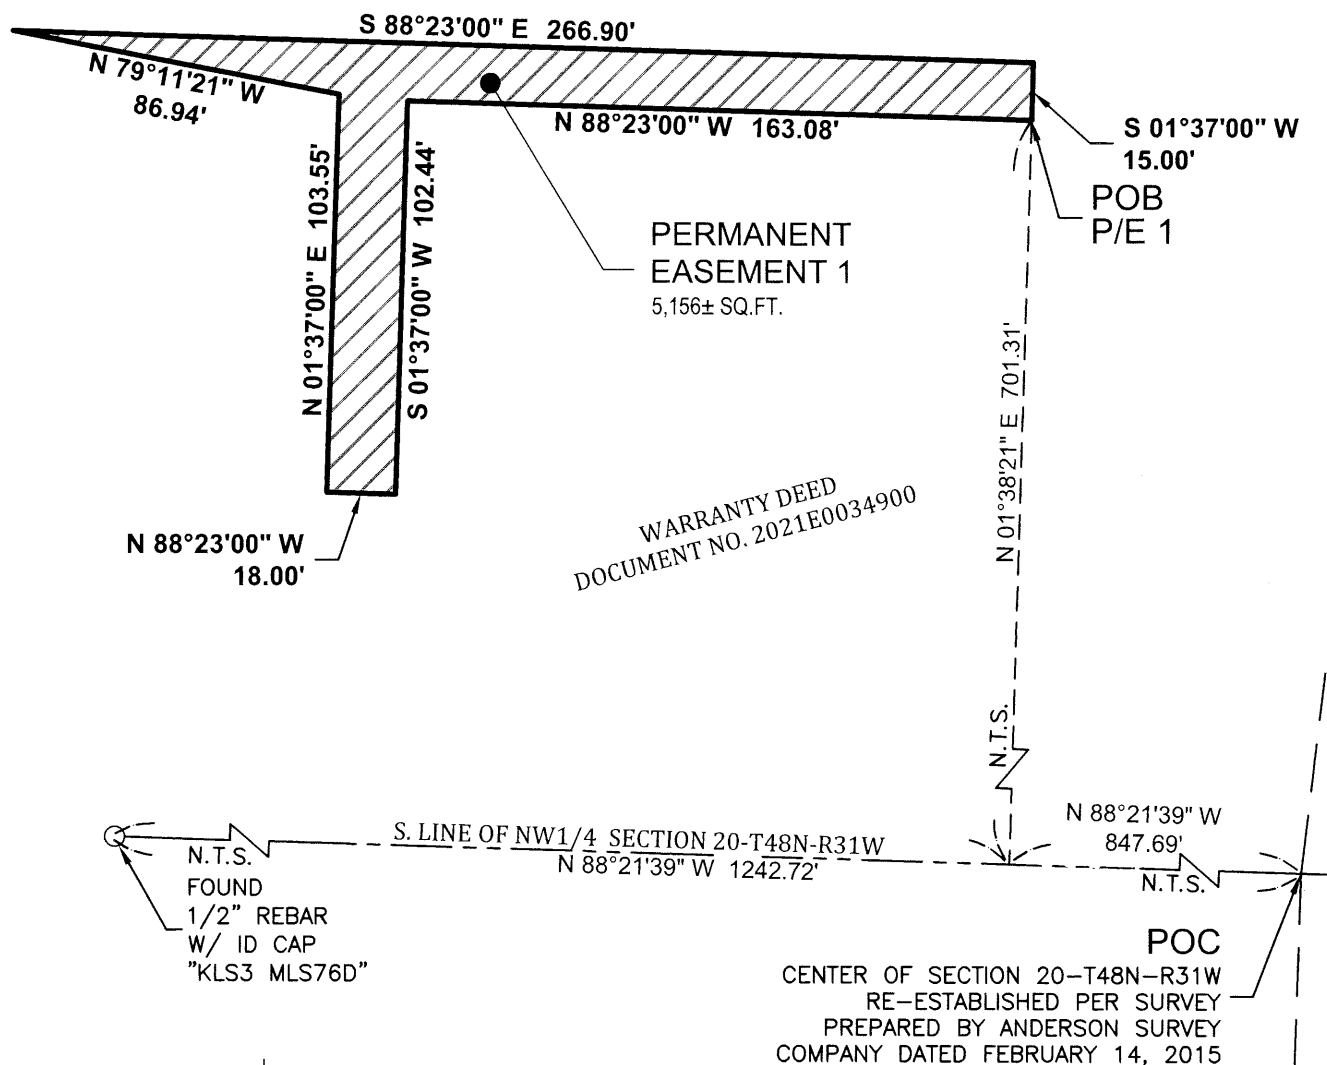 S 88°23'00" E 266.90'
N 79°11'21" W
86.94'
N 88°23'00" W 163.08'
S 01°37'00" W
15.00'
POB
P/E 1
N 01°37'00" E 103.55'
S 01°37'00" W 102.44'
PERMANENT
EASEMENT 1
5,156± SQ.FT.
N 01°38'21" E 701.31'
WARRANTY DEED
DOCUMENT NO. 2021E0034900
N 88°23'00" W
18.00'
N.T.S.
N 88°21'39" W
847.69'
S. LINE OF NW1/4 SECTION 20-T48N-R31W
N 88°21'39" W 1242.72'
N.T.S.
N.T.S.
FOUND
1/2" REBAR
W/ ID CAP
"KLS3 MLS76D"
POC
CENTER OF SECTION 20-T48N-R31W
RE-ESTABLISHED PER SURVEY
PREPARED BY ANDERSON SURVEY
COMPANY DATED FEBRUARY 14, 2015